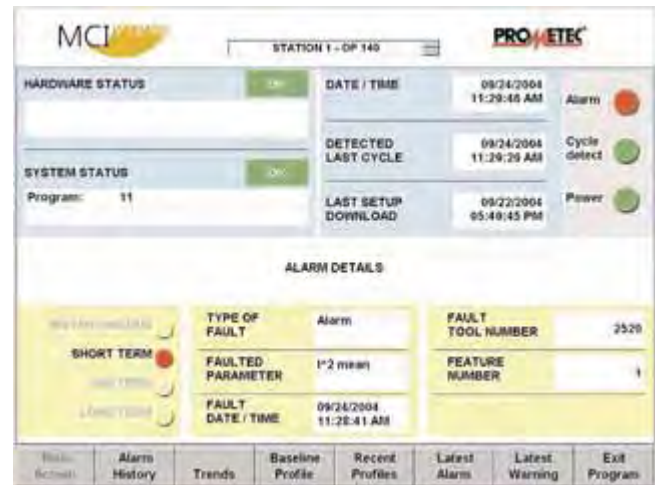 MCI
STATION 1 - OP 140
PROMETEC
HARDWARE STATUS
OK
DATE / TIME
09/24/2004
11:29:46 AM
Alarm
DETECTED
LAST CYCLE
09/24/2004
11:29:29 AM
Cycle
detect
SYSTEM STATUS
OK
Program: 11
LAST SETUP
DOWNLOAD
09/22/2004
05:40:45 PM
Power
ALARM DETAILS
SHORT TERM
LONG TERM
TYPE OF
FAULT
Alarm
FAULT
TOOL NUMBER
2520
FAULTED
PARAMETER
I^2 mean
FEATURE
NUMBER
1
FAULT
DATE / TIME
09/24/2004
11:28:41 AM
Main
Screen
Alarm
History
Trends
Baseline
Profile
Recent
Profiles
Latest
Alarm
Latest
Warning
Exit
Program